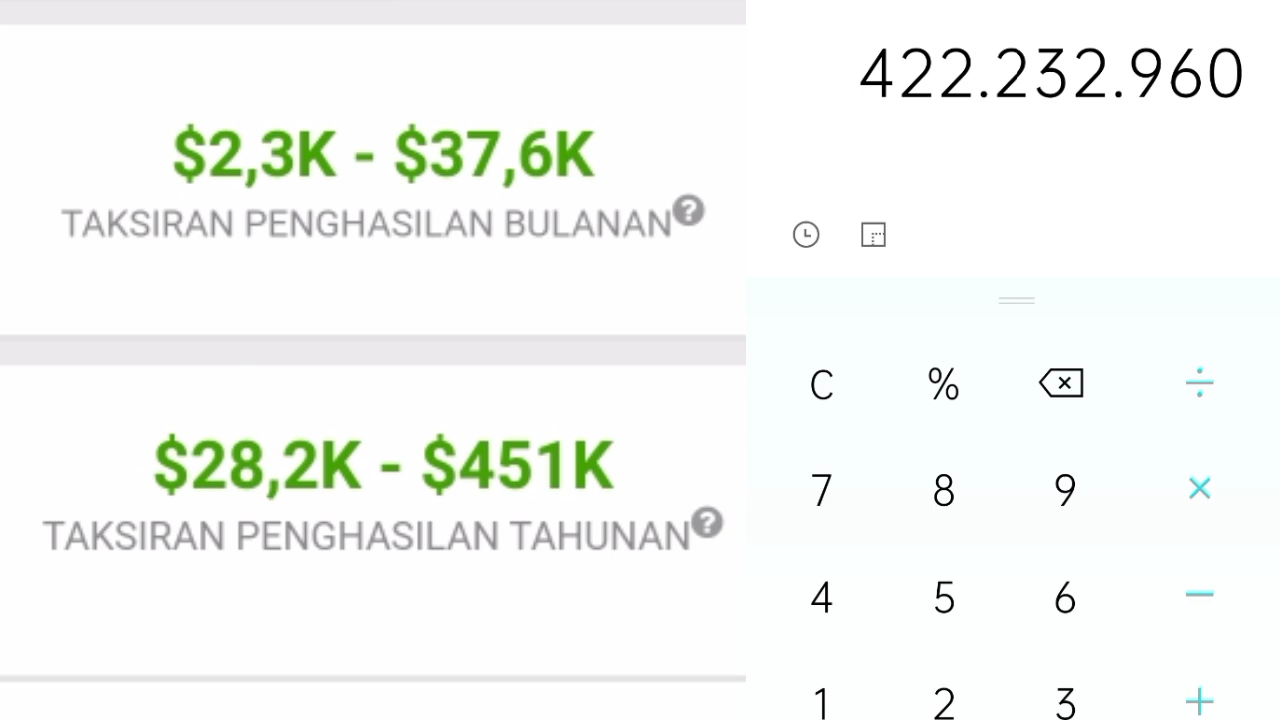 $2,3K - $37,6K
TAKSIRAN PENGHASILAN BULANAN?
$28,2K - $451K
TAKSIRAN PENGHASILAN TAHUNAN?
422.232.960
C % ÷
7 8 9 ×
4 5 6 −
1 2 3 +